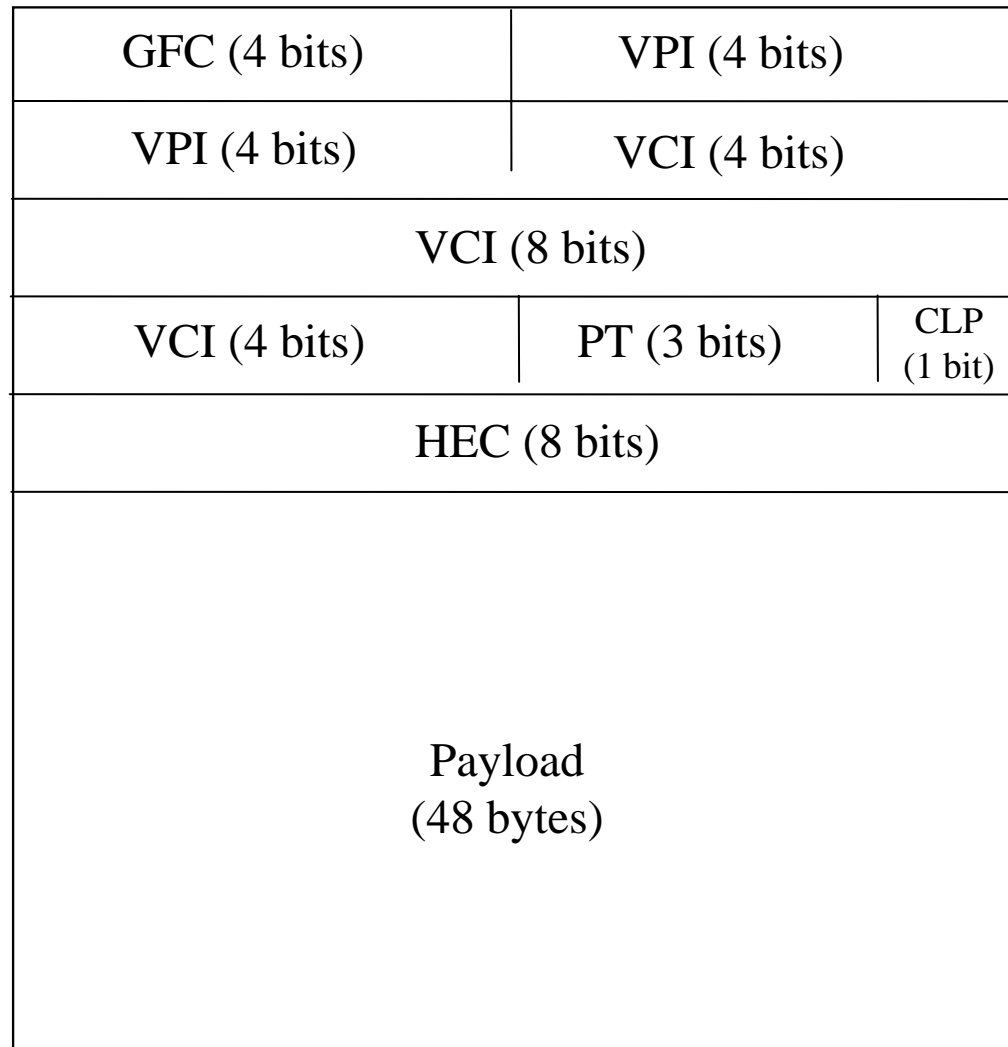 GFC (4 bits)
VPI (4 bits)
VPI (4 bits)
VCI (4 bits)
VCI (8 bits)
VCI (4 bits)
PT (3 bits)
CLP
(1 bit)
HEC (8 bits)
Payload
(48 bytes)